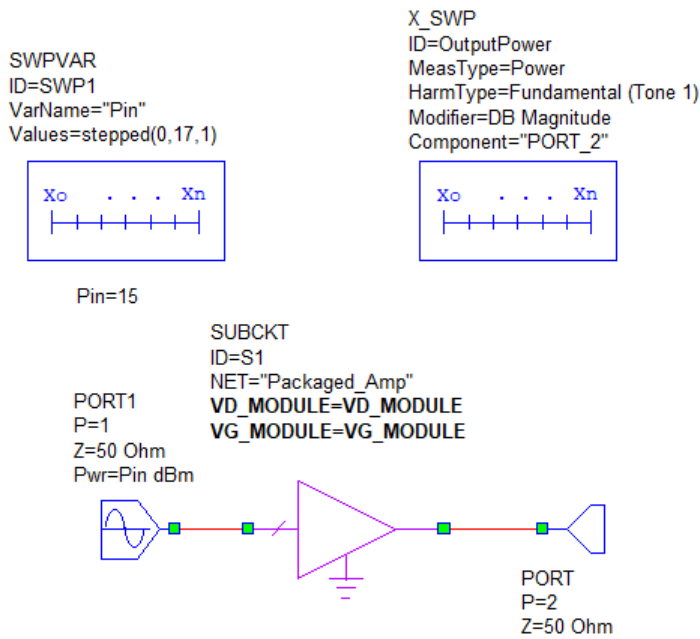 SWPVAR
ID=SWP1
VarName="Pin"
Values=stepped(0,17,1)
Xo . . . Xn
X_SWP
ID=OutputPower
MeasType=Power
HarmType=Fundamental (Tone 1)
Modifier=DB Magnitude
Component="PORT_2"
Xo . . . Xn
Pin=15
SUBCKT
ID=S1
NET="Packaged_Amp"
VD_MODULE=VD_MODULE
VG_MODULE=VG_MODULE
PORT1
P=1
Z=50 Ohm
Pwr=Pin dBm
PORT
P=2
Z=50 Ohm